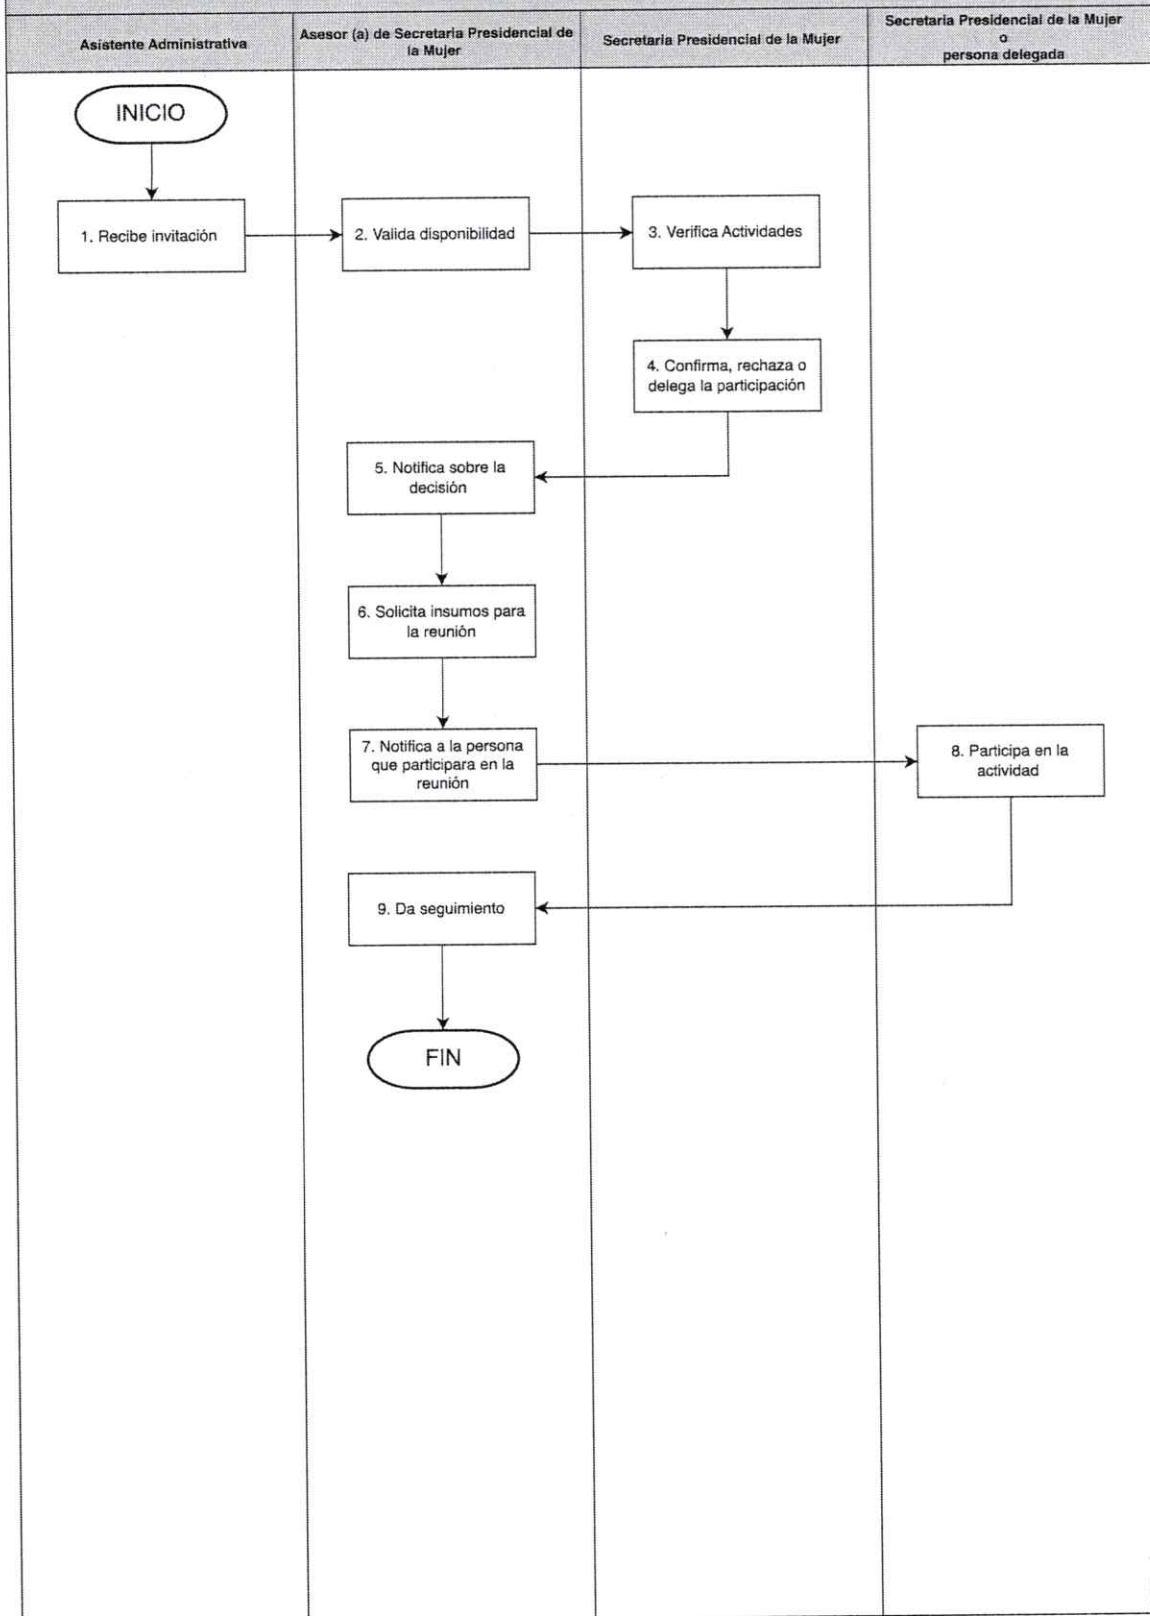 Asistente Administrativa
Asesor (a) de Secretaria Presidencial de
la Mujer
Secretaria Presidencial de la Mujer
Secretaria Presidencial de la Mujer
o
persona delegada
INICIO
1. Recibe invitación
2. Valida disponibilidad
3. Verifica Actividades
4. Confirma, rechaza o
delega la participación
5. Notifica sobre la
decisión
6. Solicita insumos para
la reunión
7. Notifica a la persona
que participara en la
reunión
8. Participa en la
actividad
9. Da seguimiento
FIN